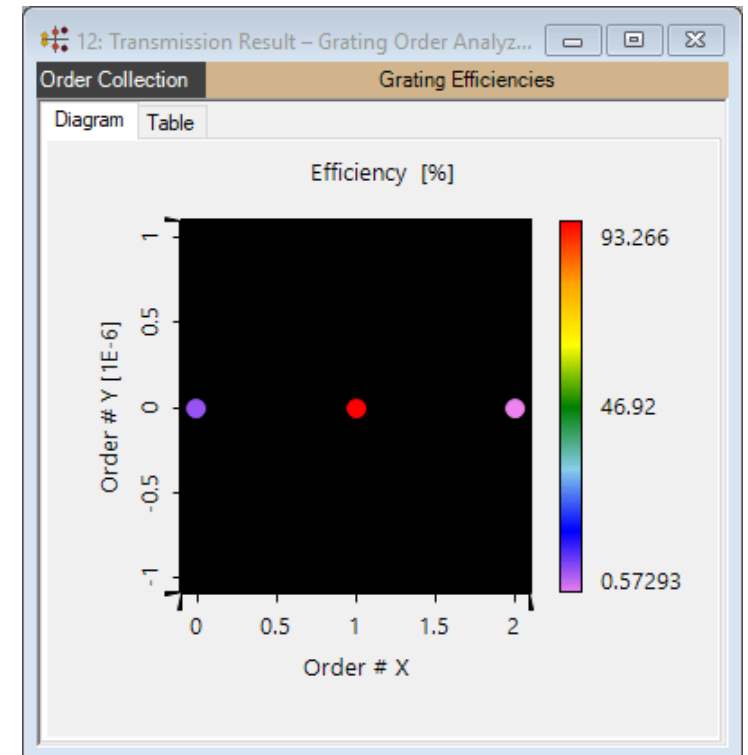 12: Transmission Result – Grating Order Analyz...
Order Collection Grating Efficiencies
Diagram Table
Efficiency [%]
1
0.5
0
-0.5
-1
Order # Y [1E-6]
93.266
46.92
0.57293
0 0.5 1 1.5 2
Order # X